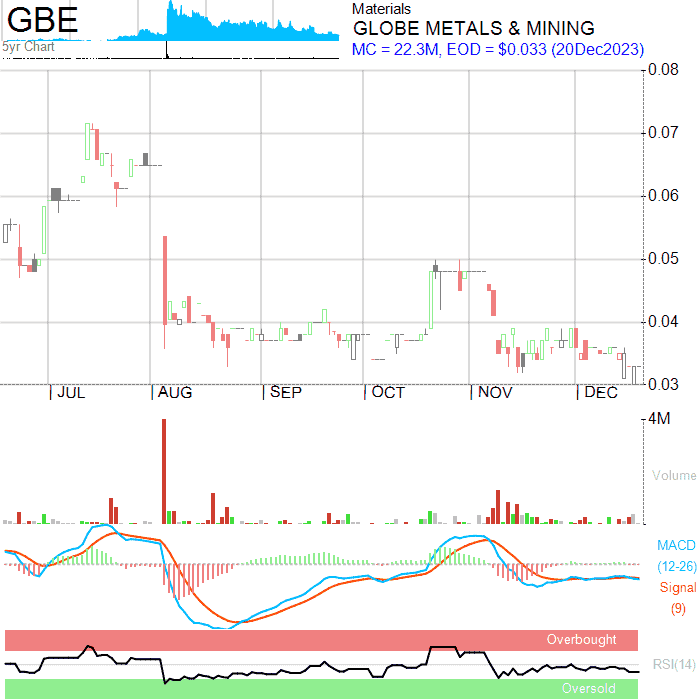 GBE
5yr Chart
Materials
GLOBE METALS & MINING
MC = 22.3M, EOD = $0.033 (20Dec2023)
0.08
0.07
0.06
0.05
0.04
0.03
JUL AUG SEP OCT NOV DEC
4M
Volume
MACD
(12-26)
Signal
(9)
Overbought
RSI(14)
Oversold